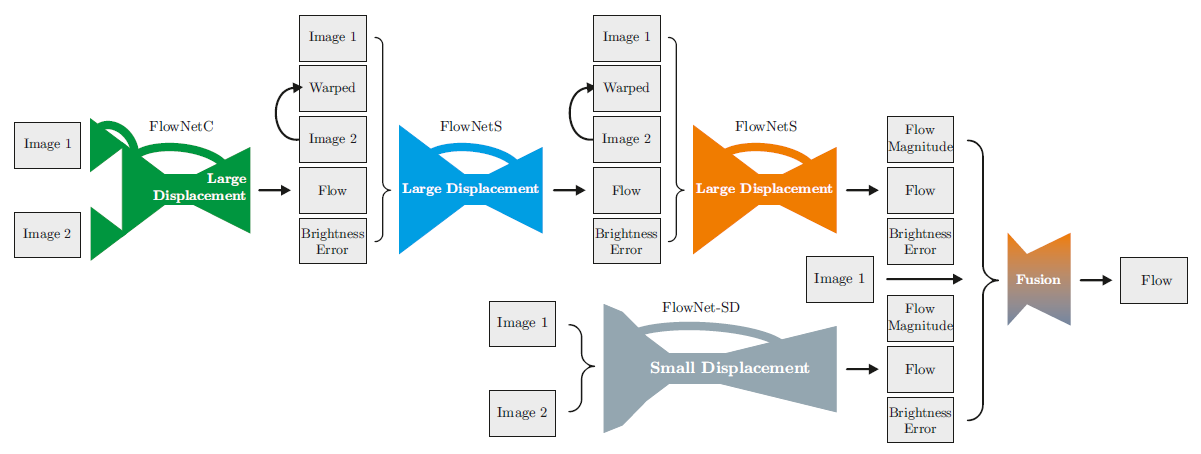 Image 1
Image 2
FlowNetC
Large
Displacement
Image 1
Warped
Image 2
Flow
Brightness
Error
FlowNetS
Large Displacement
Image 1
Warped
Image 2
Flow
Brightness
Error
FlowNetS
Large Displacement
Flow
Magnitude
Flow
Brightness
Error
Image 1
Image 1
Image 2
FlowNet-SD
Small Displacement
Flow
Magnitude
Flow
Brightness
Error
Fusion
Flow